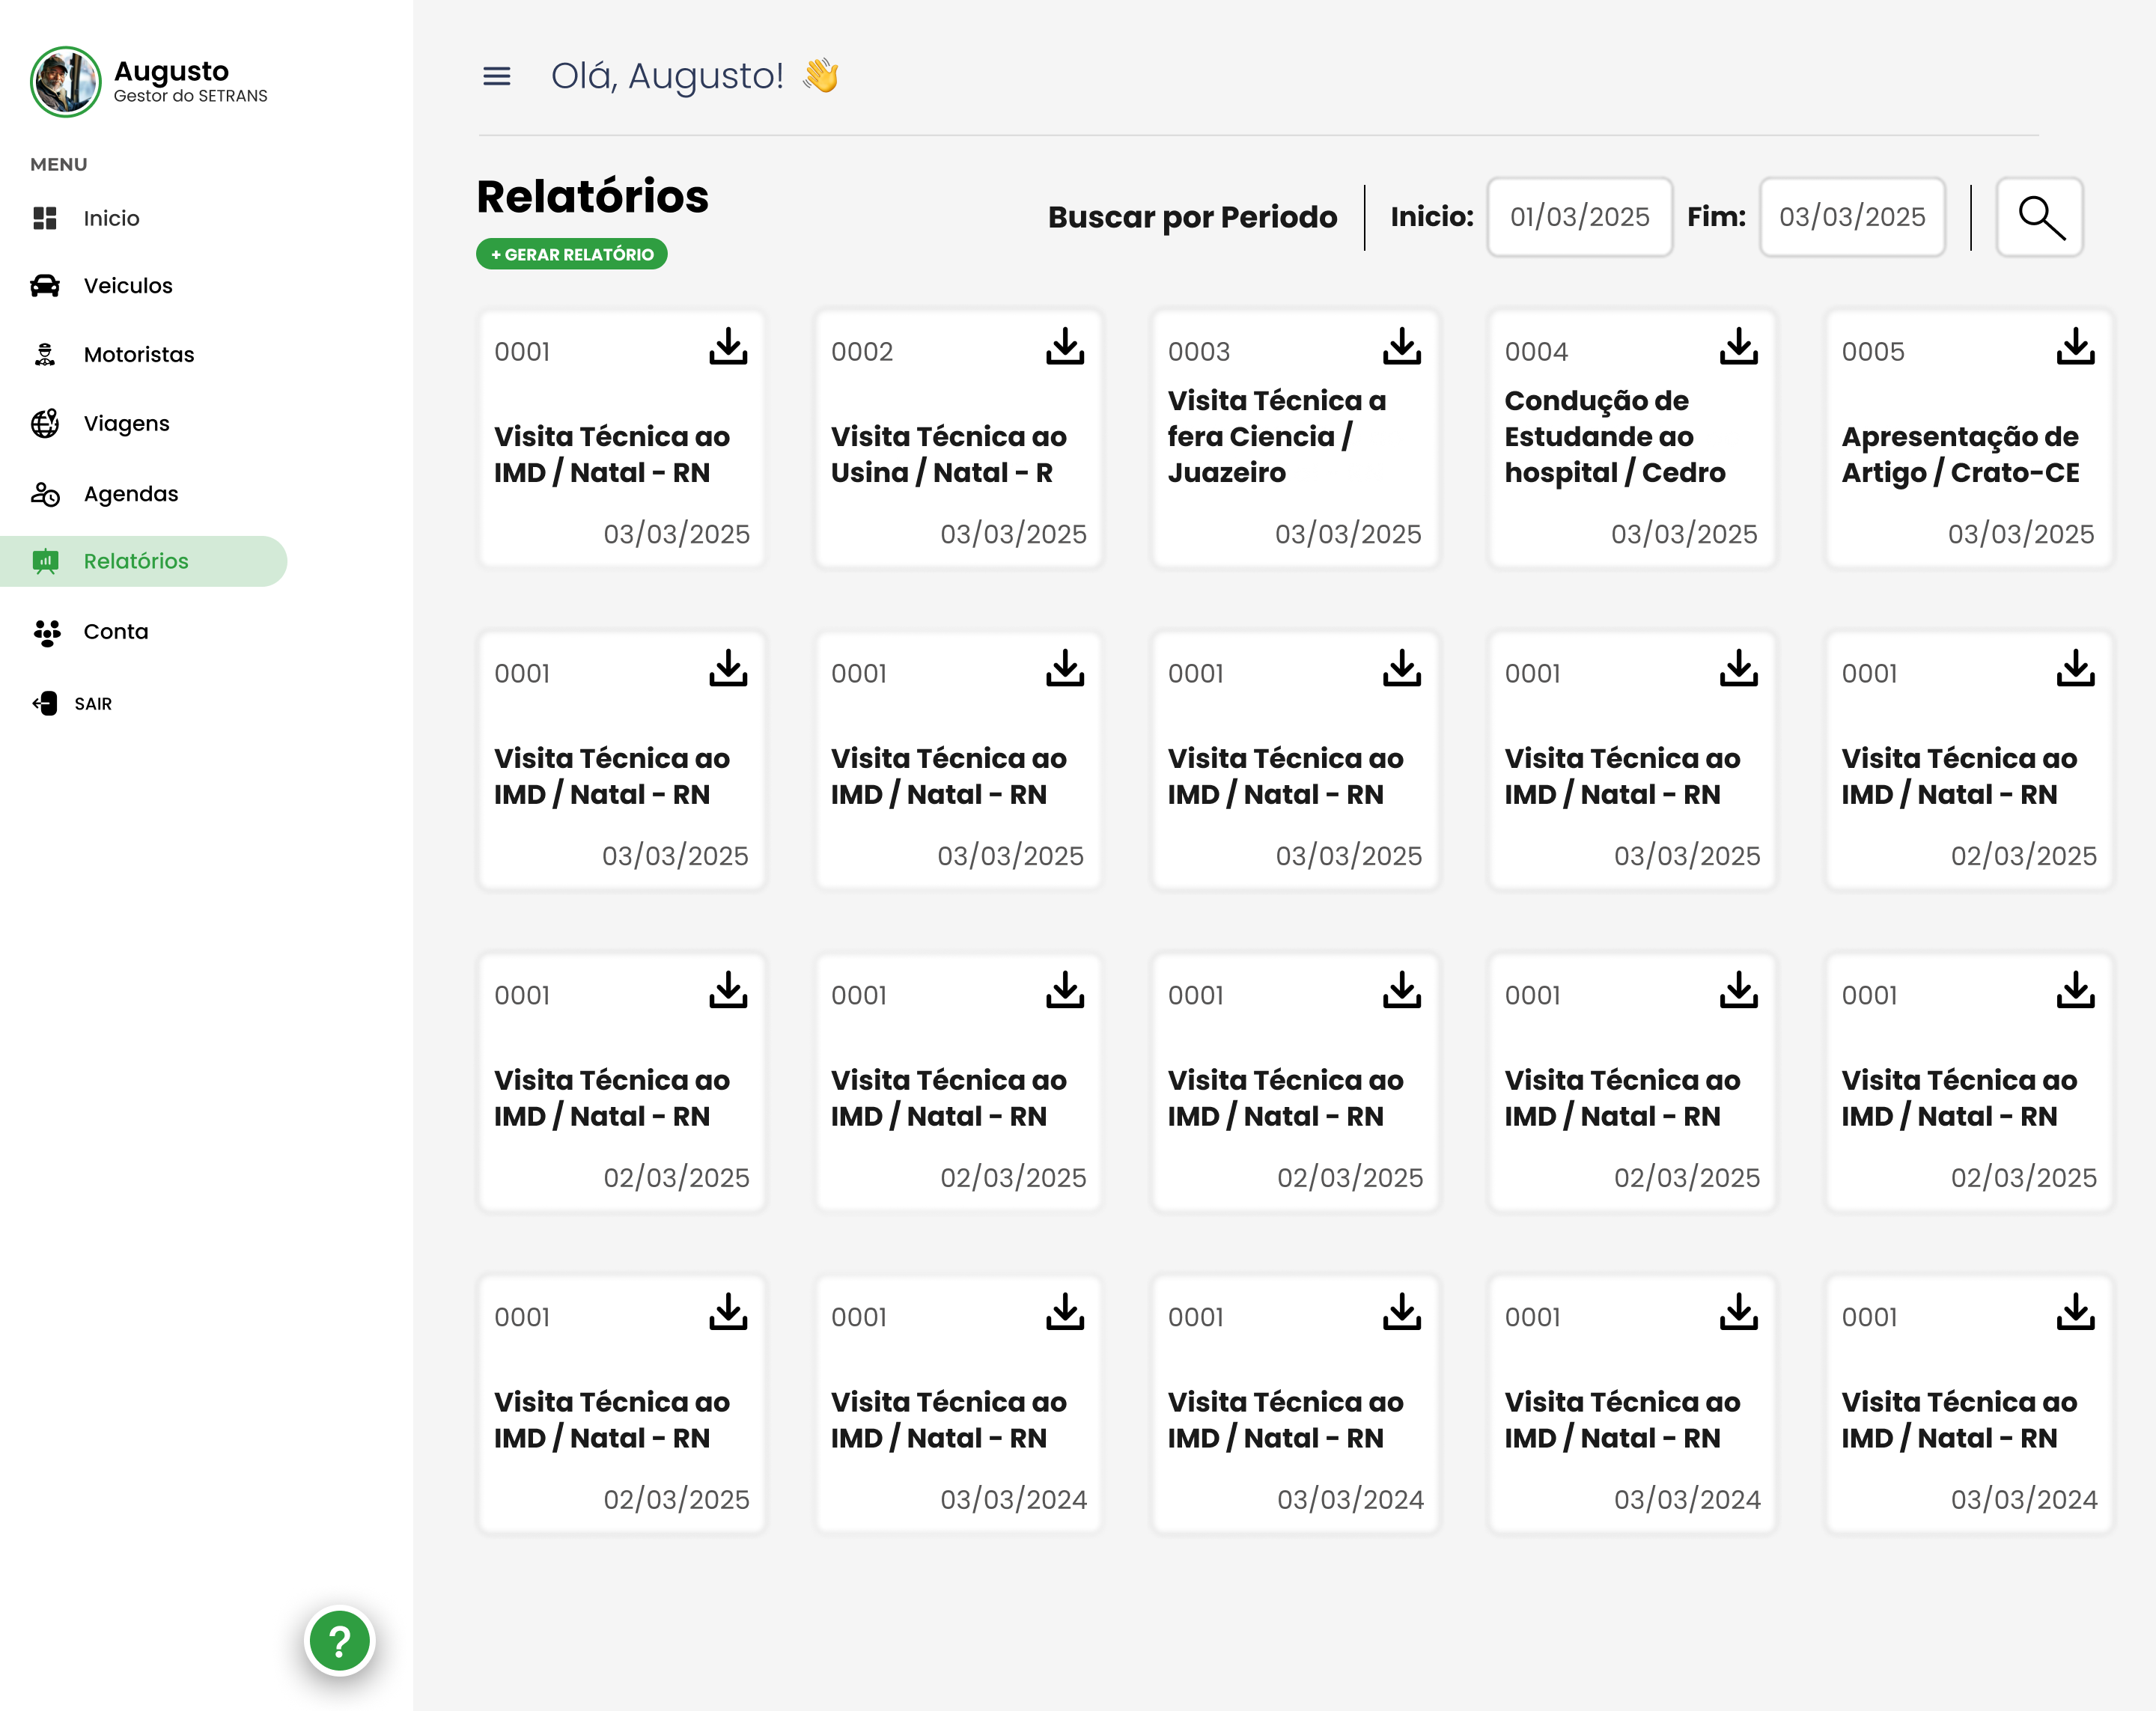 Augusto
Gestor do SETRANS
MENU
Inicio
Veiculos
Motoristas
Viagens
Agendas
Relatórios
Conta
SAIR
?
Olá, Augusto! 👋
Relatórios
+ GERAR RELATÓRIO
Buscar por Periodo
Inicio:
01/03/2025
Fim:
03/03/2025
0001
Visita Técnica ao
IMD / Natal - RN
03/03/2025
0002
Visita Técnica ao
Usina / Natal - R
03/03/2025
0003
Visita Técnica a
fera Ciencia /
Juazeiro
03/03/2025
0004
Condução de
Estudande ao
hospital / Cedro
03/03/2025
0005
Apresentação de
Artigo / Crato-CE
03/03/2025
0001
Visita Técnica ao
IMD / Natal - RN
03/03/2025
0001
Visita Técnica ao
IMD / Natal - RN
03/03/2025
0001
Visita Técnica ao
IMD / Natal - RN
03/03/2025
0001
Visita Técnica ao
IMD / Natal - RN
03/03/2025
0001
Visita Técnica ao
IMD / Natal - RN
02/03/2025
0001
Visita Técnica ao
IMD / Natal - RN
02/03/2025
0001
Visita Técnica ao
IMD / Natal - RN
02/03/2025
0001
Visita Técnica ao
IMD / Natal - RN
02/03/2025
0001
Visita Técnica ao
IMD / Natal - RN
02/03/2025
0001
Visita Técnica ao
IMD / Natal - RN
02/03/2025
0001
Visita Técnica ao
IMD / Natal - RN
02/03/2025
0001
Visita Técnica ao
IMD / Natal - RN
03/03/2024
0001
Visita Técnica ao
IMD / Natal - RN
03/03/2024
0001
Visita Técnica ao
IMD / Natal - RN
03/03/2024
0001
Visita Técnica ao
IMD / Natal - RN
03/03/2024